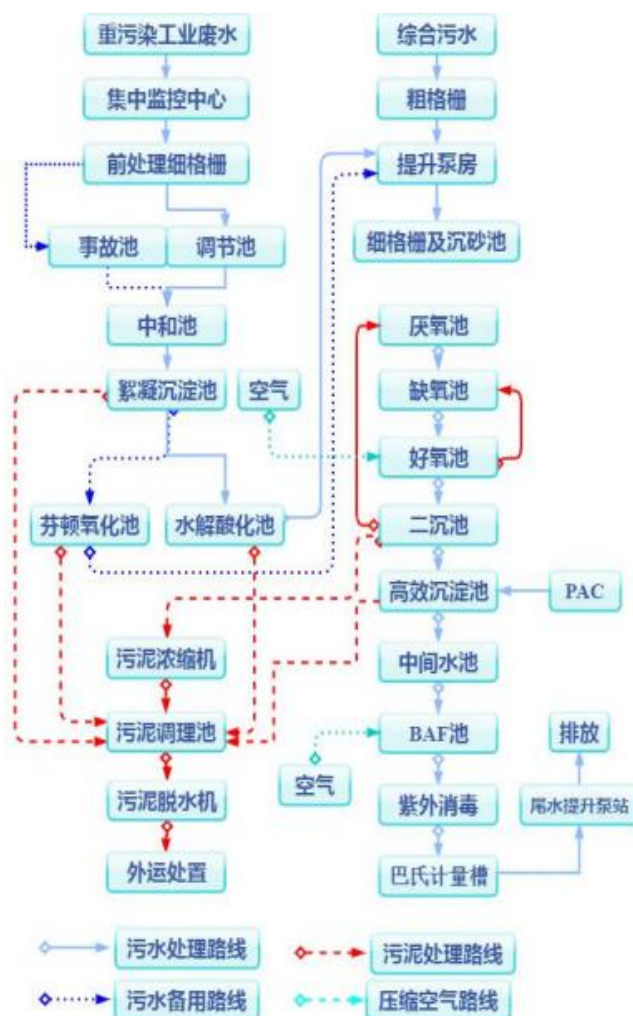 重污染工业废水
综合污水
集中监控中心
粗格栅
前处理细格栅
提升泵房
事故池
调节池
细格栅及沉砂池
中和池
厌氧池
絮凝沉淀池
空气
缺氧池
好氧池
芬顿氧化池
水解酸化池
二沉池
高效沉淀池
PAC
污泥浓缩机
中间水池
污泥调理池
BAF池
排放
空气
污泥脱水机
紫外消毒
尾水提升泵站
外运处置
巴氏计量槽
污水处理路线
污泥处理路线
污水备用路线
压缩空气路线